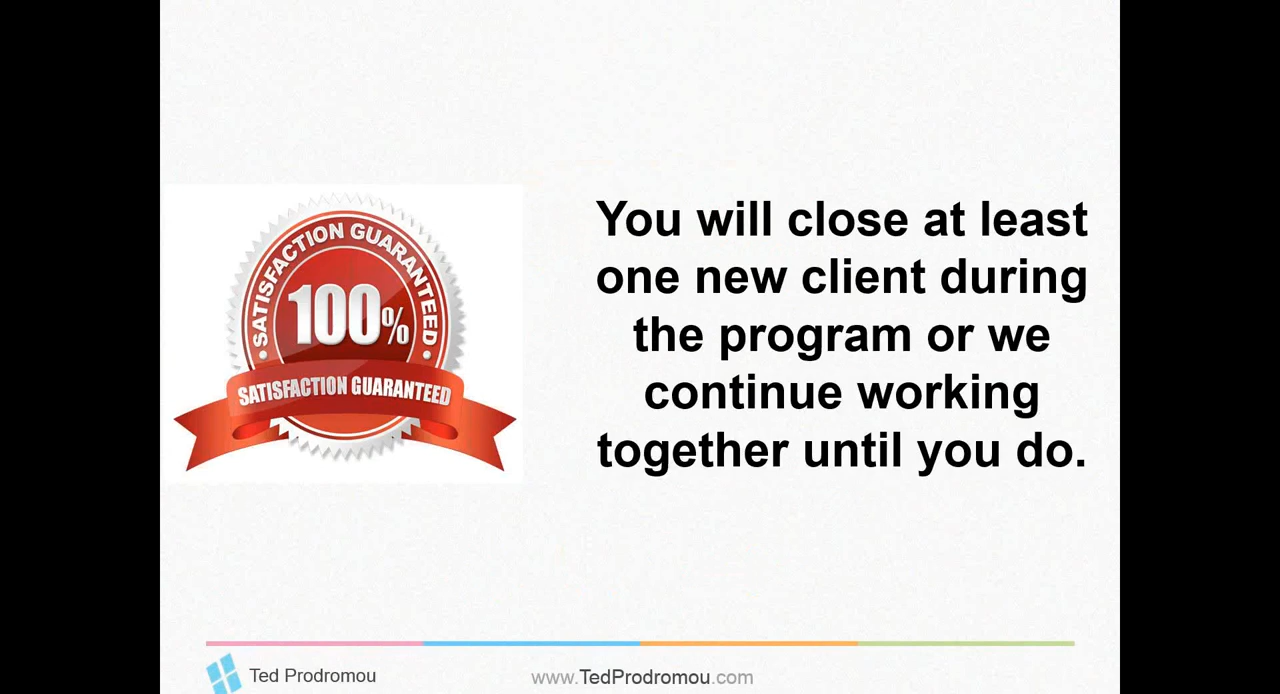 SATISFACTION GUARANTEED
100%
SATISFACTION GUARANTEED
You will close at least
one new client during
the program or we
continue working
together until you do.
Ted Prodromou
www.TedProdromou.com